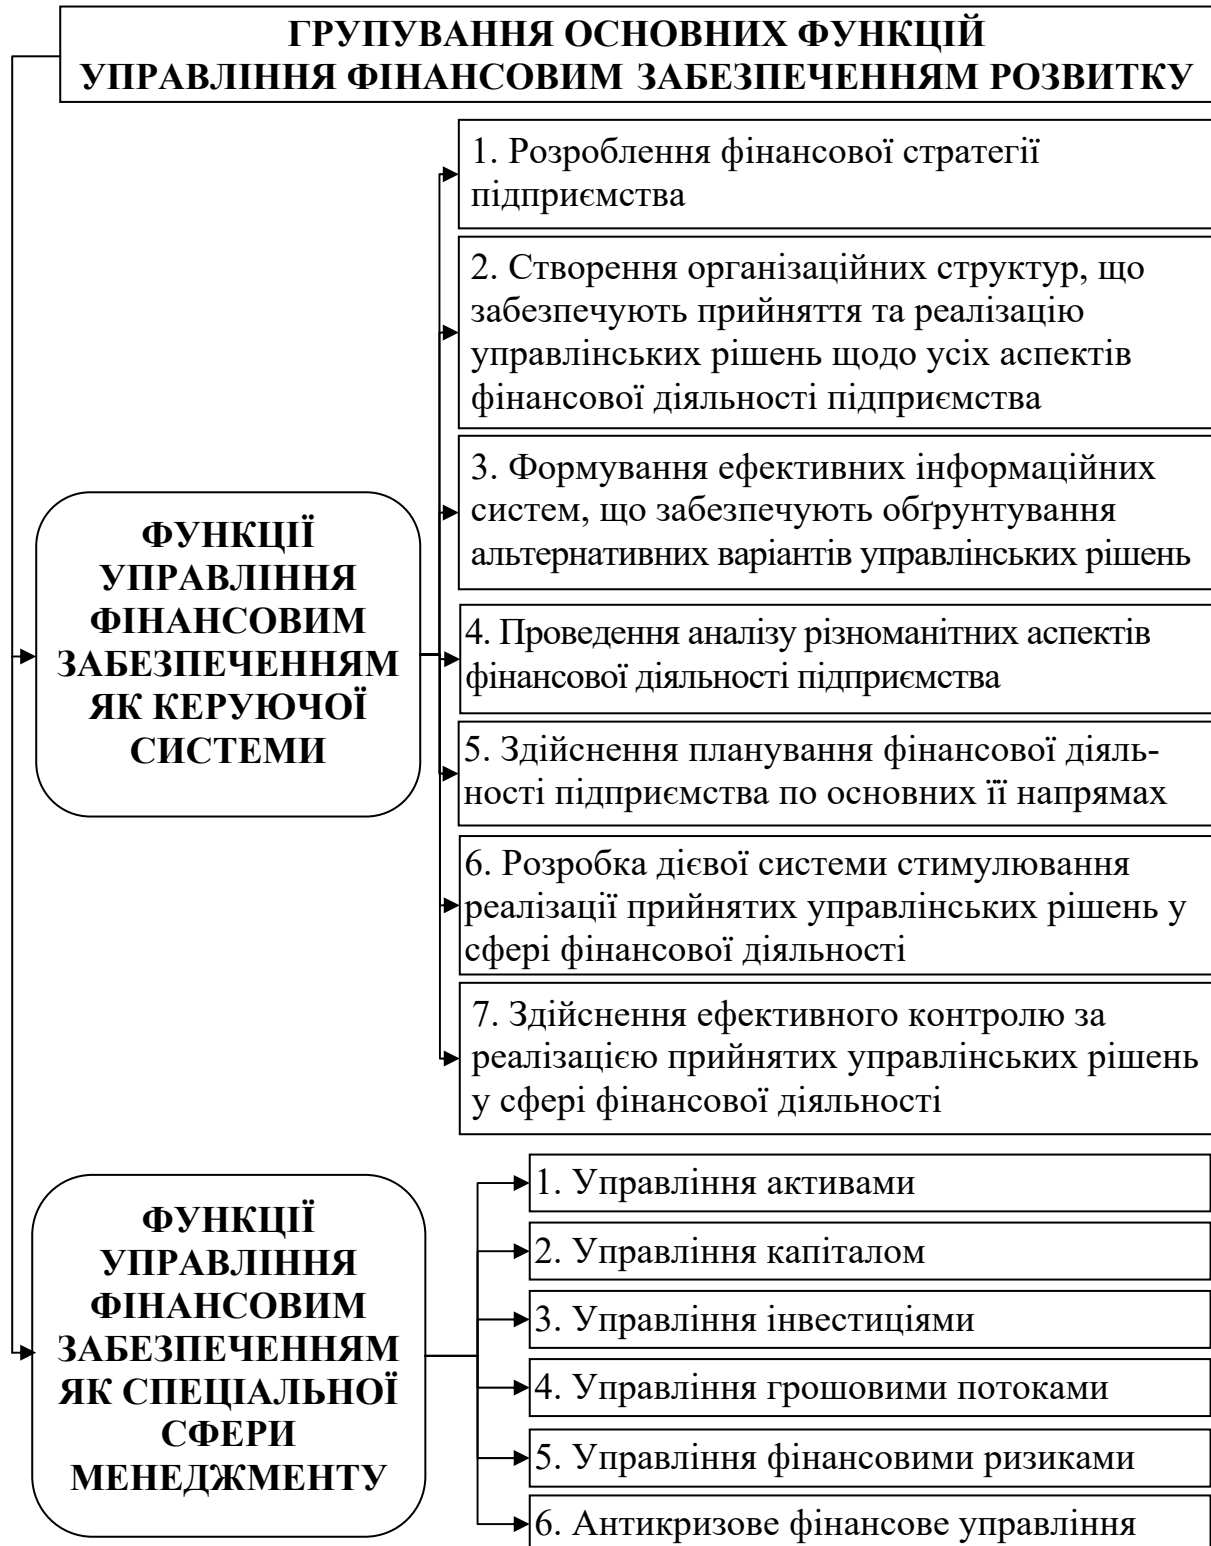 ГРУПУВАННЯ ОСНОВНИХ ФУНКЦІЙ
УПРАВЛІННЯ ФІНАНСОВИМ ЗАБЕЗПЕЧЕННЯМ РОЗВИТКУ
ФУНКЦІЇ
УПРАВЛІННЯ
ФІНАНСОВИМ
ЗАБЕЗПЕЧЕННЯМ
ЯК КЕРУЮЧОЇ
СИСТЕМИ
1. Розроблення фінансової стратегії
підприємства
2. Створення організаційних структур, що
забезпечують прийняття та реалізацію
управлінських рішень щодо усіх аспектів
фінансової діяльності підприємства
3. Формування ефективних інформаційних
систем, що забезпечують обґрунтування
альтернативних варіантів управлінських рішень
4. Проведення аналізу різноманітних аспектів
фінансової діяльності підприємства
5. Здійснення планування фінансової діяль-
ності підприємства по основних її напрямах
6. Розробка дієвої системи стимулювання
реалізації прийнятих управлінських рішень у
сфері фінансової діяльності
7. Здійснення ефективного контролю за
реалізацією прийнятих управлінських рішень
у сфері фінансової діяльності
ФУНКЦІЇ
УПРАВЛІННЯ
ФІНАНСОВИМ
ЗАБЕЗПЕЧЕННЯМ
ЯК СПЕЦІАЛЬНОЇ
СФЕРИ
МЕНЕДЖМЕНТУ
1. Управління активами
2. Управління капіталом
3. Управління інвестиціями
4. Управління грошовими потоками
5. Управління фінансовими ризиками
6. Антикризове фінансове управління